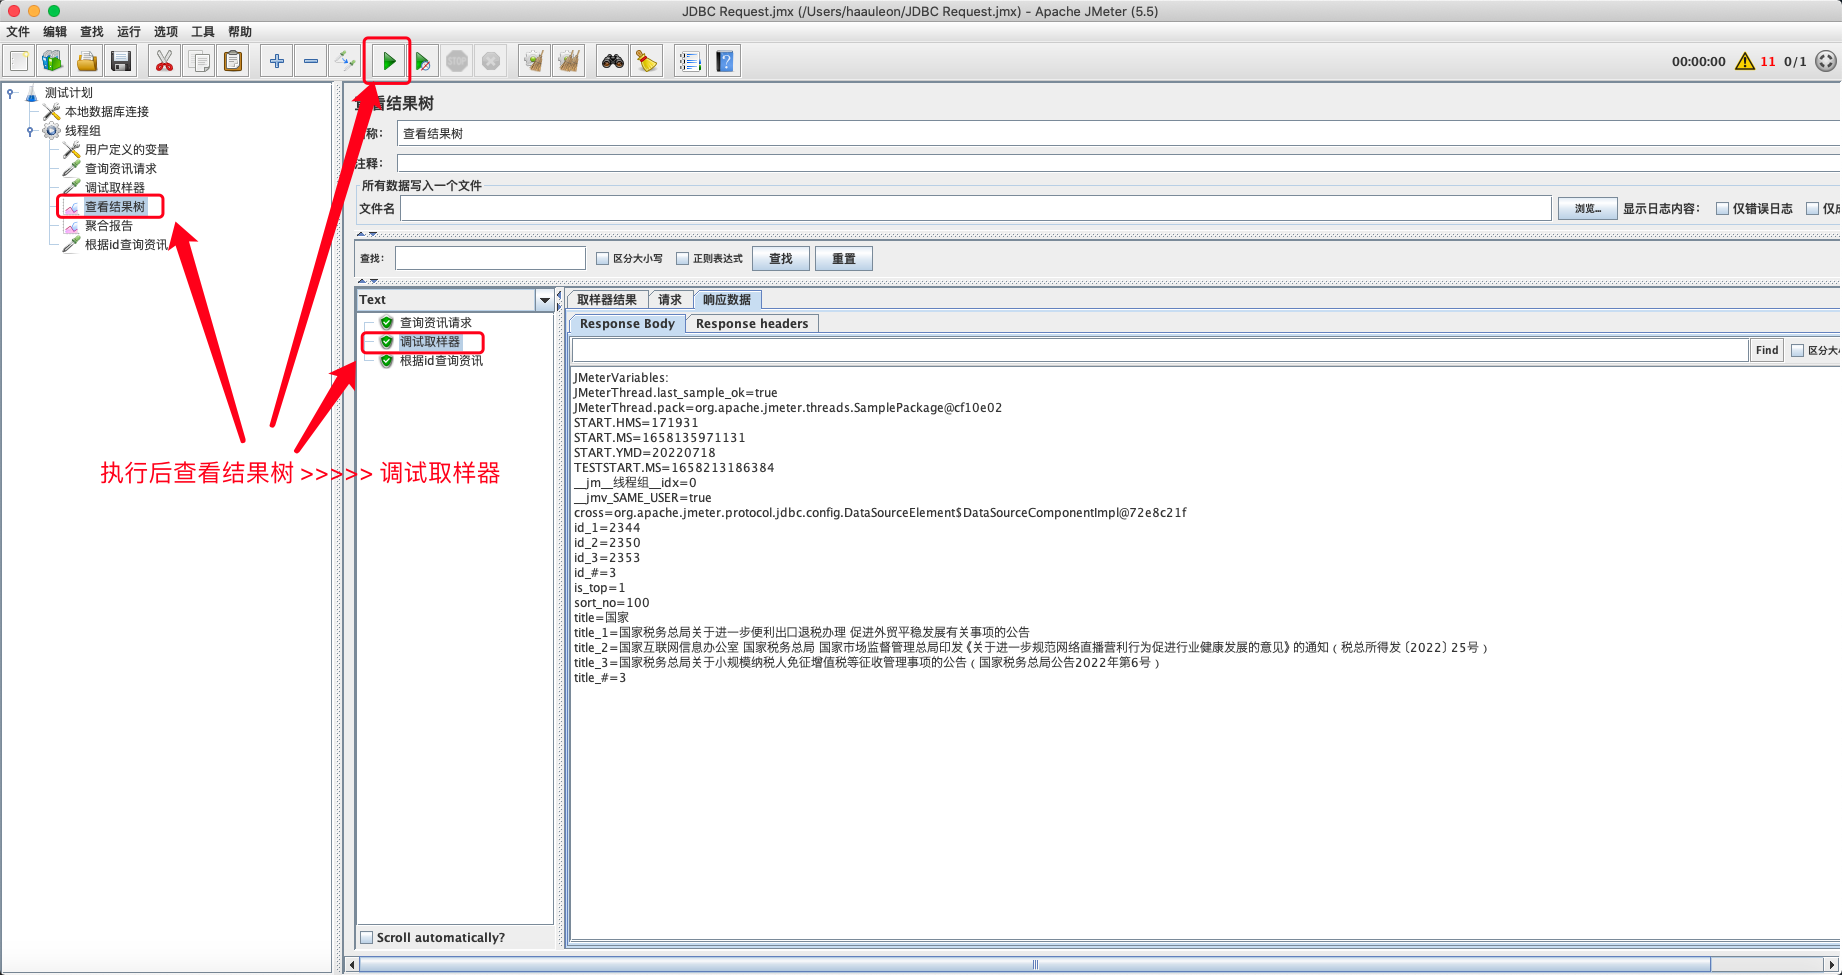 JDBC Request.jmx (/Users/haauleon/JDBC Request.jmx) - Apache JMeter (5.5)
文件 编辑 查找 运行 选项 工具 帮助
STOP
00:00:00 11 0/1
测试计划
本地数据库连接
线程组
用户定义的变量
查询资讯请求
调试取样器
查看结果树
聚合报告
根据id查询资讯
看结果树
称: 查看结果树
注释:
所有数据写入一个文件
文件名 浏览... 显示日志内容: 仅错误日志 仅成
查找: 区分大小写 正则表达式 查找 重置
Text
查询资讯请求
调试取样器
根据id查询资讯
执行后查看结果树 >>>>> 调试取样器
Scroll automatically?
取样器结果 请求 响应数据
Response Body Response headers
Find 区分大
JMeterVariables:
JMeterThread.last_sample_ok=true
JMeterThread.pack=org.apache.jmeter.threads.SamplePackage@cf10e02
START.HMS=171931
START.MS=1658135971131
START.YMD=20220718
TESTSTART.MS=1658213186384
__jm__线程组__idx=0
__jmv_SAME_USER=true
cross=org.apache.jmeter.protocol.jdbc.config.DataSourceElement$DataSourceComponentImpl@72e8c21f
id_1=2344
id_2=2350
id_3=2353
id_#=3
is_top=1
sort_no=100
title=国家
title_1=国家税务总局关于进一步便利出口退税办理 促进外贸平稳发展有关事项的公告
title_2=国家互联网信息办公室 国家税务总局 国家市场监督管理总局印发《关于进一步规范网络直播营利行为促进行业健康发展的意见》的通知（税总所得发〔2022〕25号）
title_3=国家税务总局关于小规模纳税人免征增值税等征收管理事项的公告（国家税务总局公告2022年第6号）
title_#=3